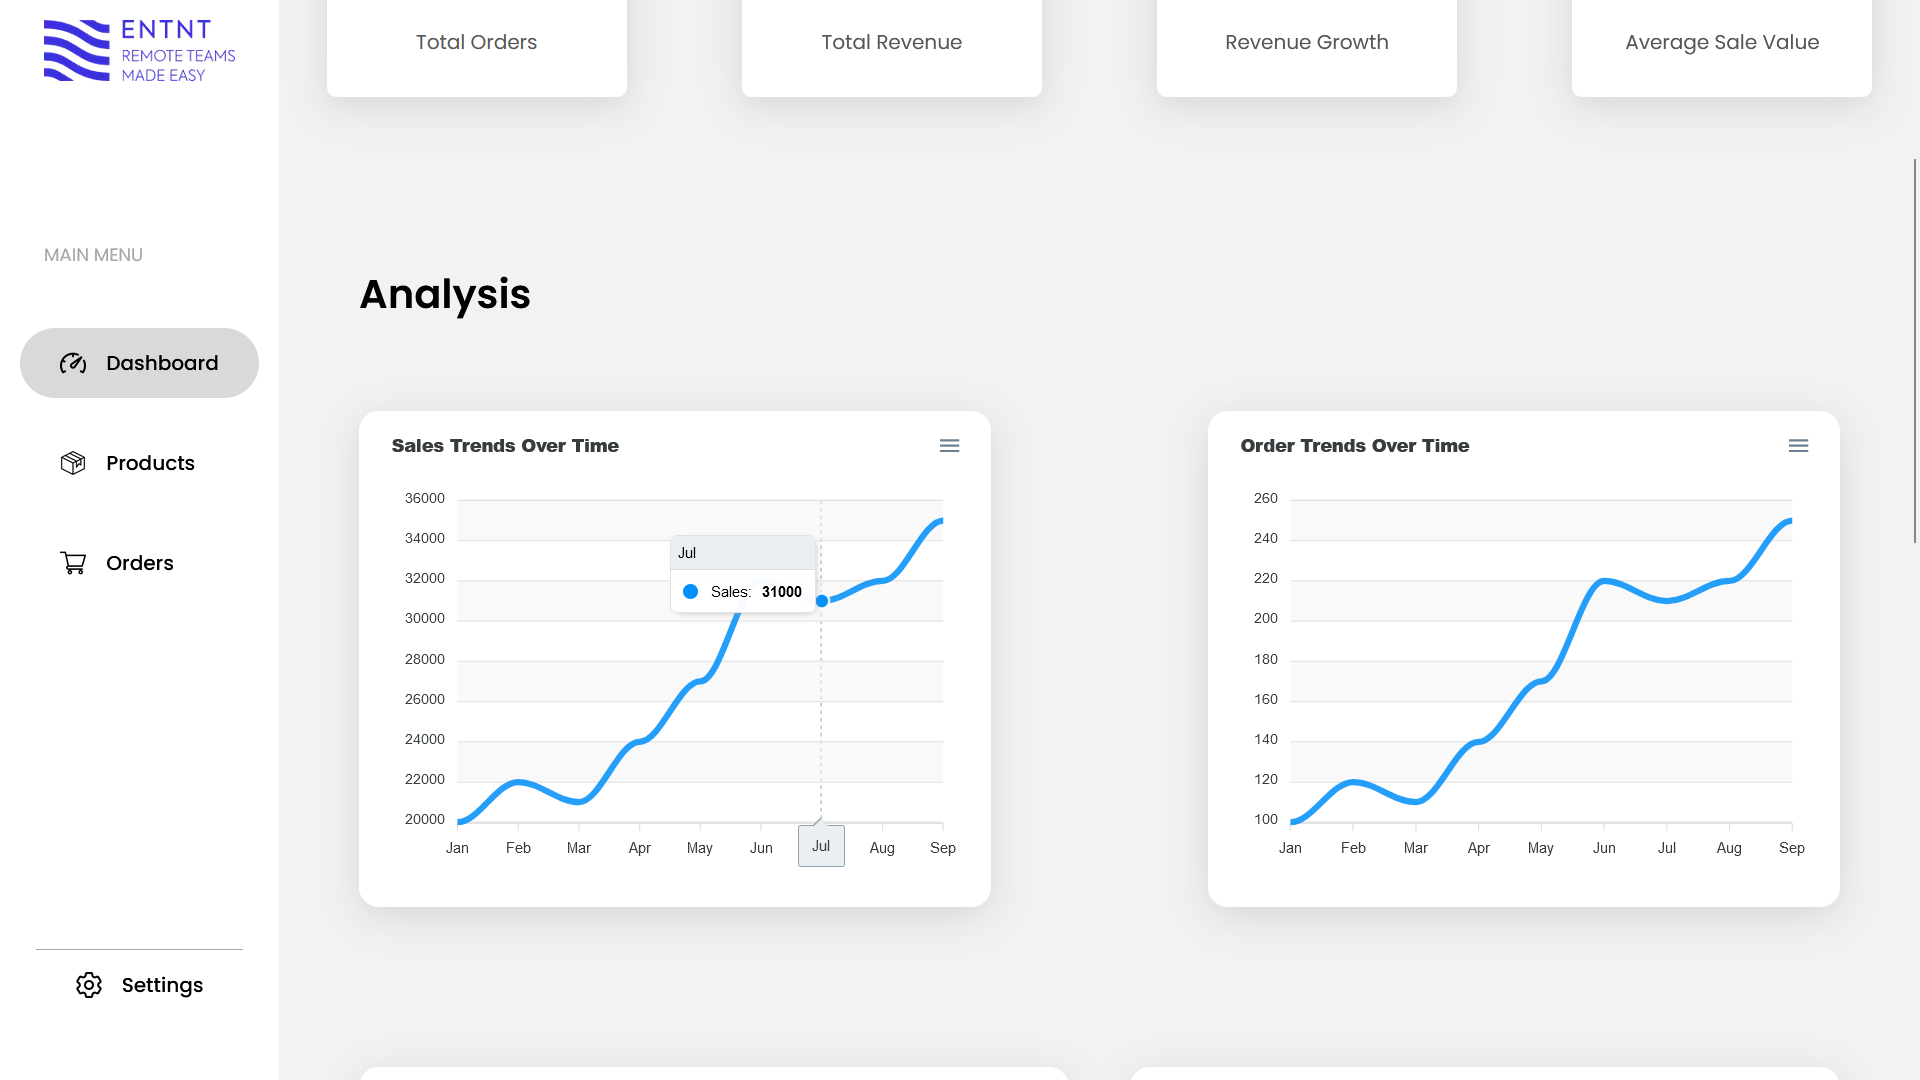 ENTNT
REMOTE TEAMS
MADE EASY
MAIN MENU
Dashboard
Products
Orders
Settings
Total Orders
Total Revenue
Revenue Growth
Average Sale Value
Analysis
Sales Trends Over Time
36000
34000
32000
30000
28000
26000
24000
22000
20000
Jul
Sales: 31000
Jan Feb Mar Apr May Jun Jul Aug Sep
Order Trends Over Time
260
240
220
200
180
160
140
120
100
Jan Feb Mar Apr May Jun Jul Aug Sep